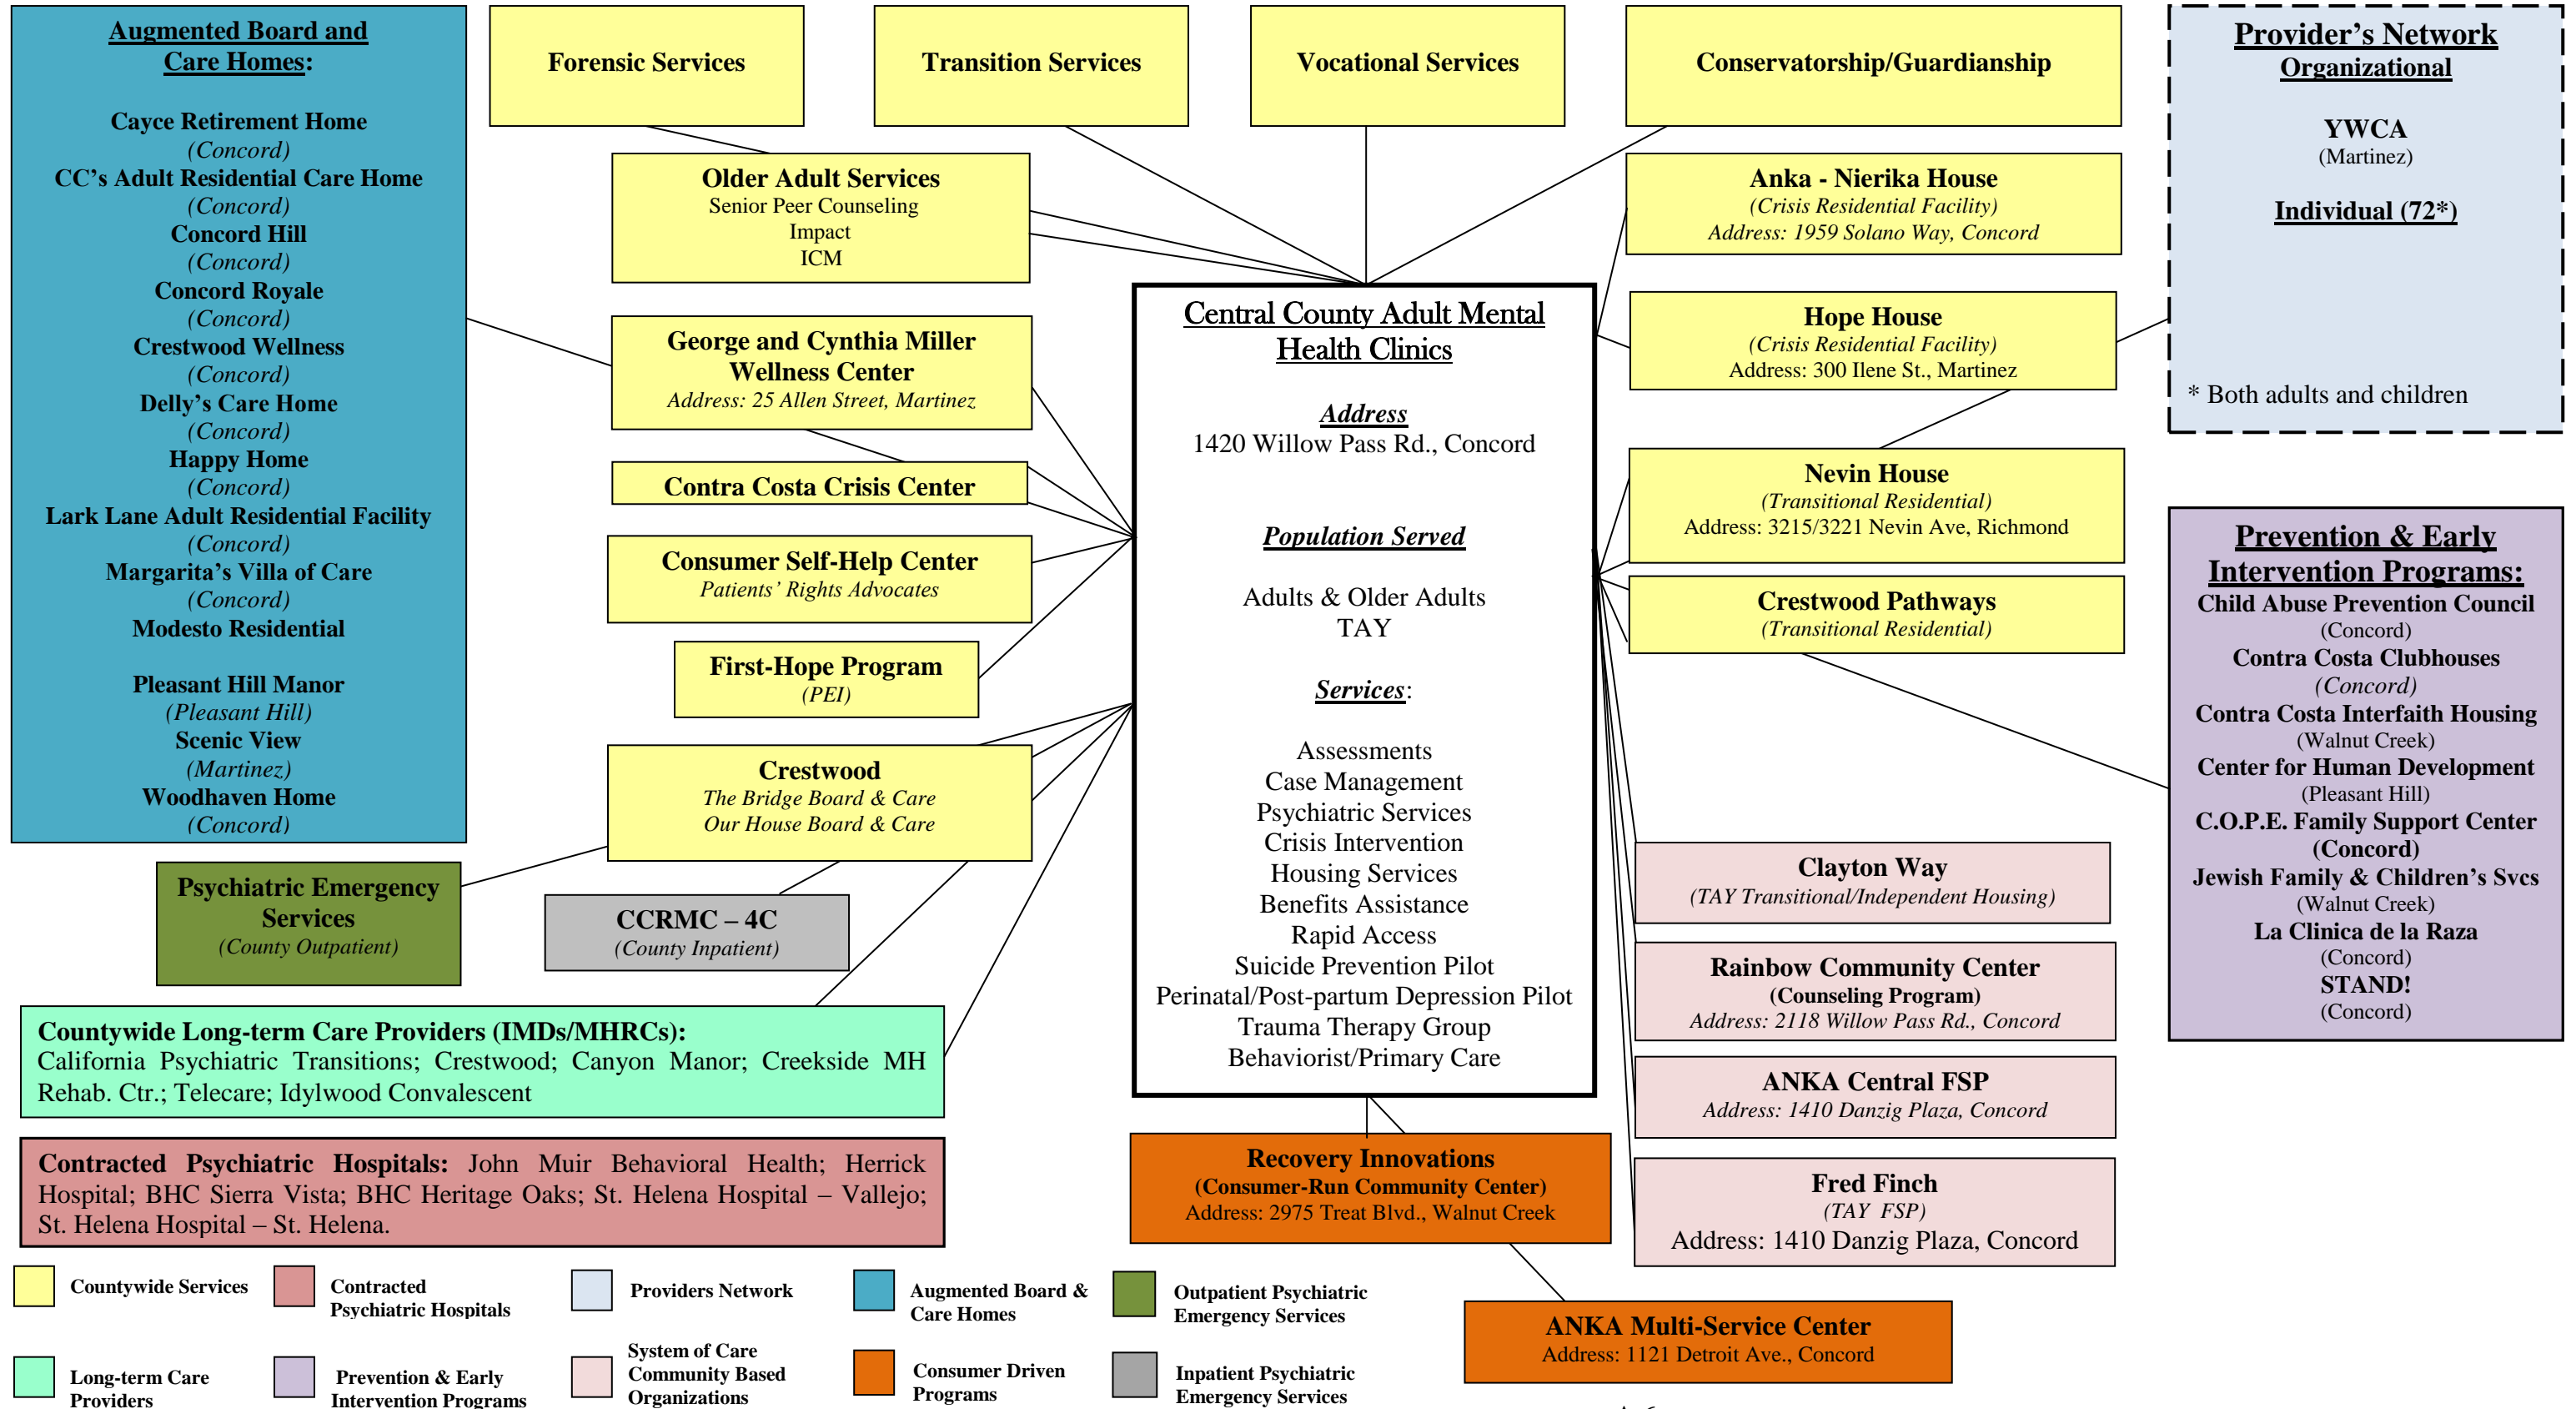 Augmented Board and
Care Homes:
Cayce Retirement Home
(Concord)
CC's Adult Residential Care Home
(Concord)
Concord Hill
(Concord)
Concord Royale
(Concord)
Crestwood Wellness
(Concord)
Delly's Care Home
(Concord)
Happy Home
(Concord)
Lark Lane Adult Residential Facility
(Concord)
Margarita's Villa of Care
(Concord)
Modesto Residential
Pleasant Hill Manor
(Pleasant Hill)
Scenic View
(Martinez)
Woodhaven Home
(Concord)
Forensic Services
Transition Services
Vocational Services
Conservatorship/Guardianship
Older Adult Services
Senior Peer Counseling
Impact
ICM
George and Cynthia Miller
Wellness Center
Address: 25 Allen Street, Martinez
Contra Costa Crisis Center
Consumer Self-Help Center
Patients' Rights Advocates
First-Hope Program
(PEI)
Crestwood
The Bridge Board & Care
Our House Board & Care
Psychiatric Emergency
Services
(County Outpatient)
CCRMC – 4C
(County Inpatient)
Countywide Long-term Care Providers (IMDs/MHRCs):
California Psychiatric Transitions; Crestwood; Canyon Manor; Creekside MH
Rehab. Ctr.; Telecare; Idylwood Convalescent
Contracted Psychiatric Hospitals: John Muir Behavioral Health; Herrick
Hospital; BHC Sierra Vista; BHC Heritage Oaks; St. Helena Hospital – Vallejo;
St. Helena Hospital – St. Helena.
Central County Adult Mental
Health Clinics
Address
1420 Willow Pass Rd., Concord
Population Served
Adults & Older Adults
TAY
Services:
Assessments
Case Management
Psychiatric Services
Crisis Intervention
Housing Services
Benefits Assistance
Rapid Access
Suicide Prevention Pilot
Perinatal/Post-partum Depression Pilot
Trauma Therapy Group
Behaviorist/Primary Care
Recovery Innovations
(Consumer-Run Community Center)
Address: 2975 Treat Blvd., Walnut Creek
ANKA Multi-Service Center
Address: 1121 Detroit Ave., Concord
Anka - Nierika House
(Crisis Residential Facility)
Address: 1959 Solano Way, Concord
Hope House
(Crisis Residential Facility)
Address: 300 Ilene St., Martinez
Nevin House
(Transitional Residential)
Address: 3215/3221 Nevin Ave, Richmond
Crestwood Pathways
(Transitional Residential)
Clayton Way
(TAY Transitional/Independent Housing)
Rainbow Community Center
(Counseling Program)
Address: 2118 Willow Pass Rd., Concord
ANKA Central FSP
Address: 1410 Danzig Plaza, Concord
Fred Finch
(TAY FSP)
Address: 1410 Danzig Plaza, Concord
Provider's Network
Organizational
YWCA
(Martinez)
Individual (72*)
* Both adults and children
Prevention & Early
Intervention Programs:
Child Abuse Prevention Council
(Concord)
Contra Costa Clubhouses
(Concord)
Contra Costa Interfaith Housing
(Walnut Creek)
Center for Human Development
(Pleasant Hill)
C.O.P.E. Family Support Center
(Concord)
Jewish Family & Children's Svcs
(Walnut Creek)
La Clinica de la Raza
(Concord)
STAND!
(Concord)
Countywide Services
Contracted
Psychiatric Hospitals
Providers Network
Augmented Board &
Care Homes
Outpatient Psychiatric
Emergency Services
Long-term Care
Providers
Prevention & Early
Intervention Programs
System of Care
Community Based
Organizations
Consumer Driven
Programs
Inpatient Psychiatric
Emergency Services